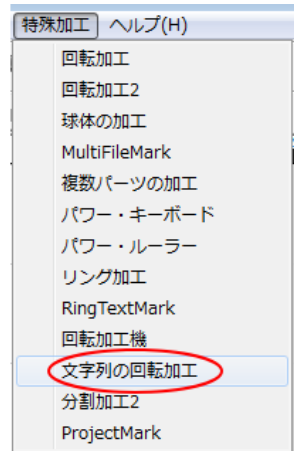 特殊加工 ヘルプ(H)
回転加工
回転加工2
球体の加工
MultiFileMark
複数パーツの加工
パワー・キーボード
パワー・ルーラー
リング加工
RingTextMark
回転加工機
文字列の回転加工
分割加工2
ProjectMark